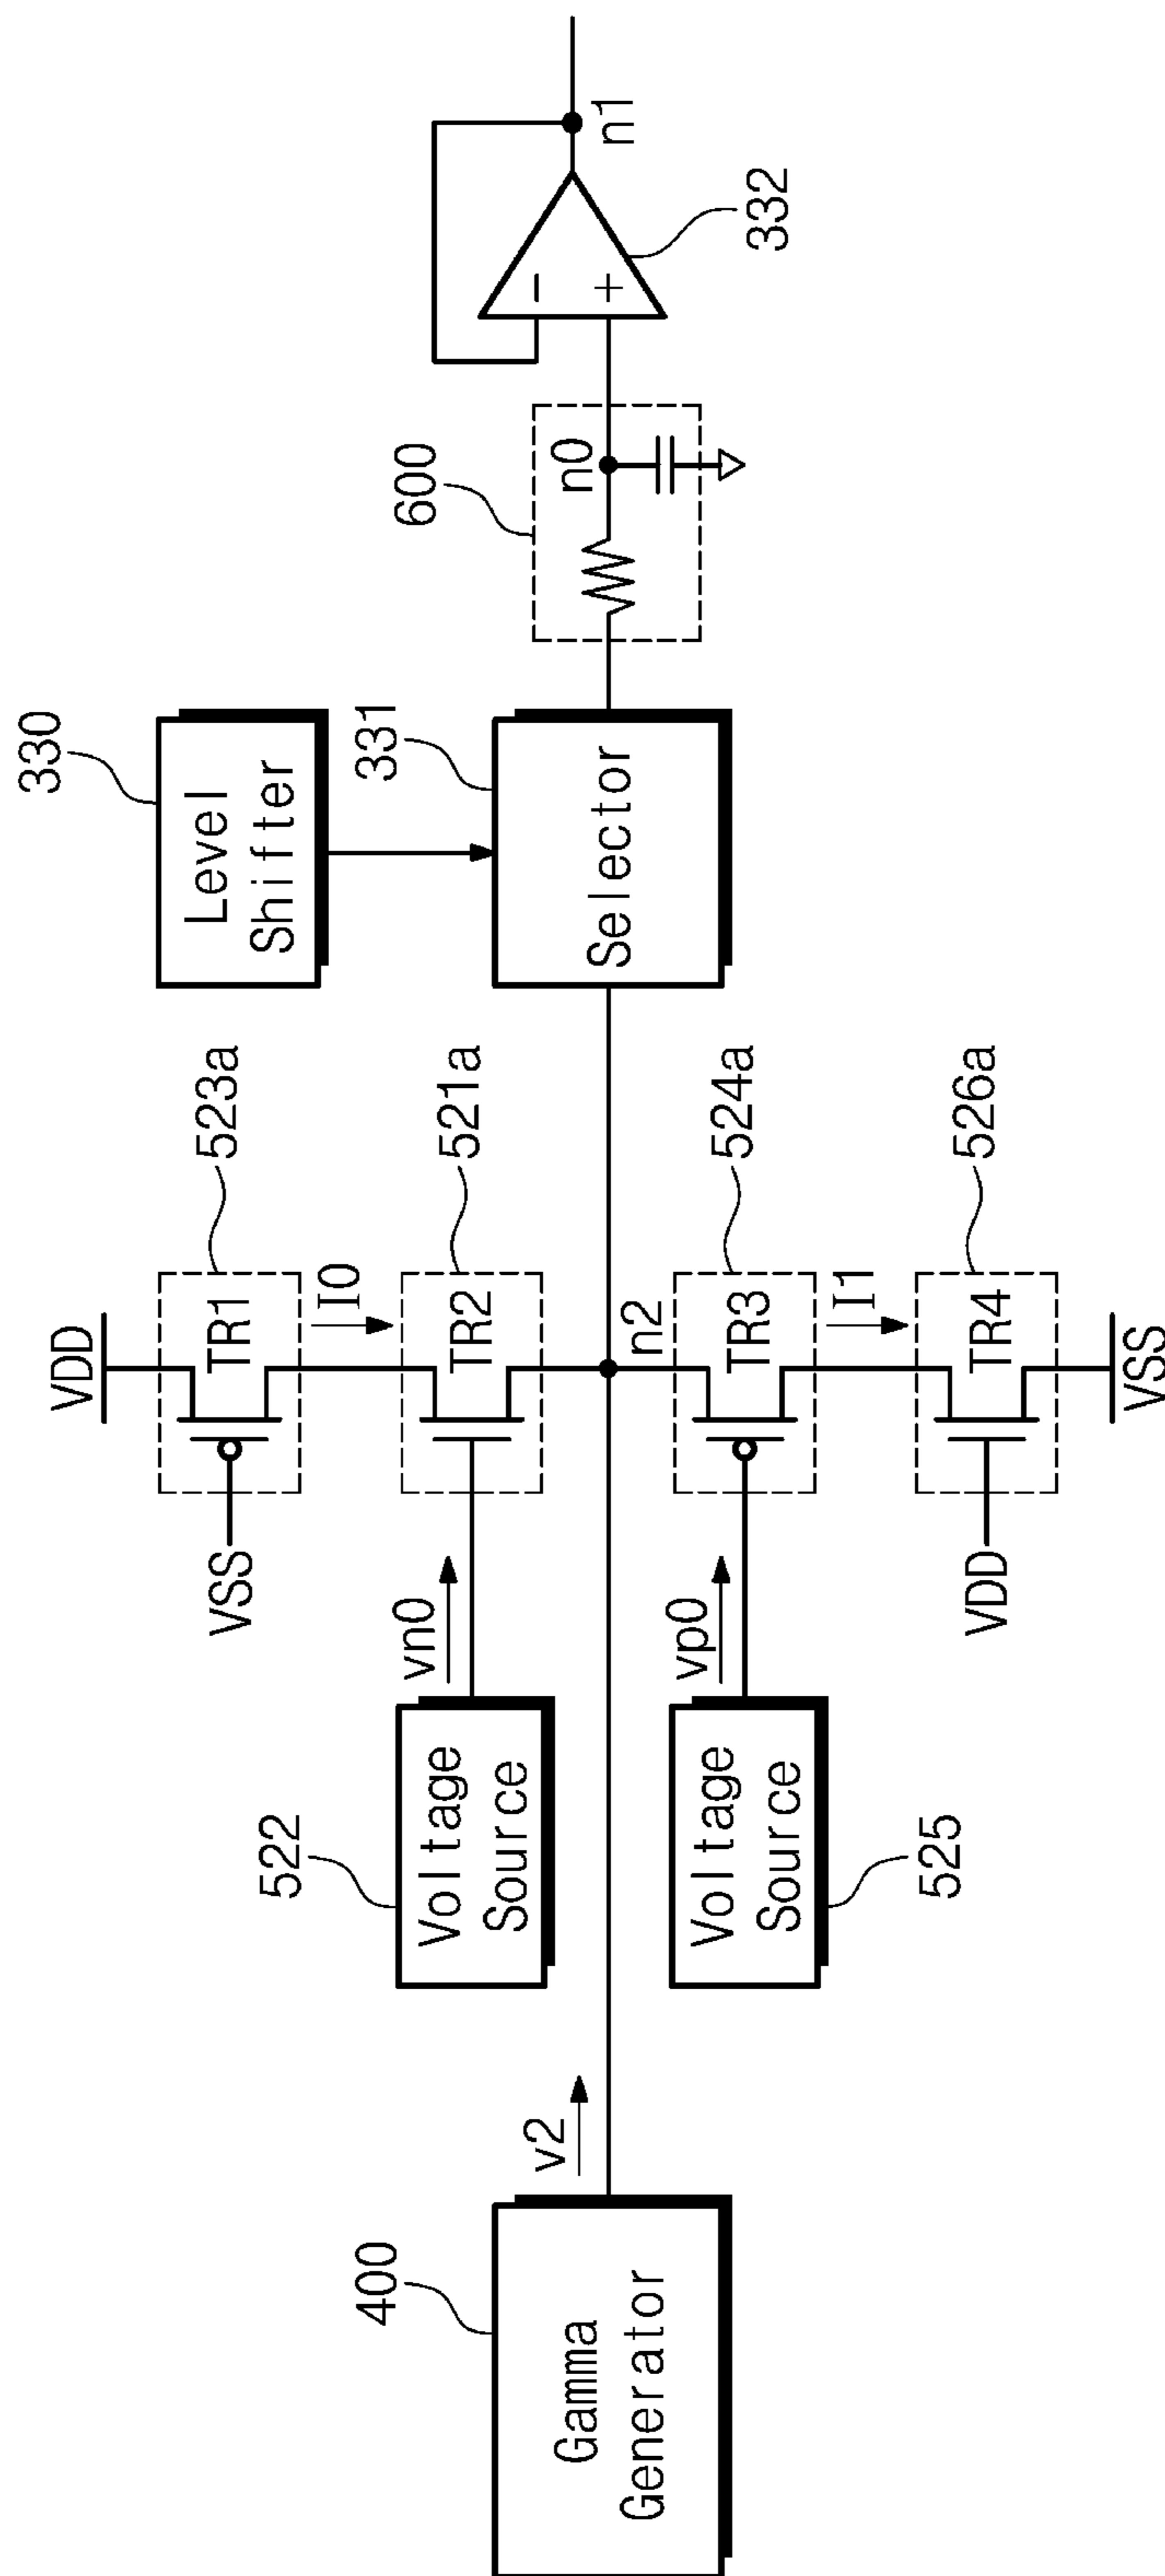 VDD
523a
TR1
VSS
I0
330
Level
Shifter
522
Voltage
Source
vn0
521a
TR2
331
Selector
600
n0
n1
332
-
+
400
Gamma
Generator
v2
n2
525
Voltage
Source
vp0
524a
TR3
I1
526a
TR4
VDD
VSS